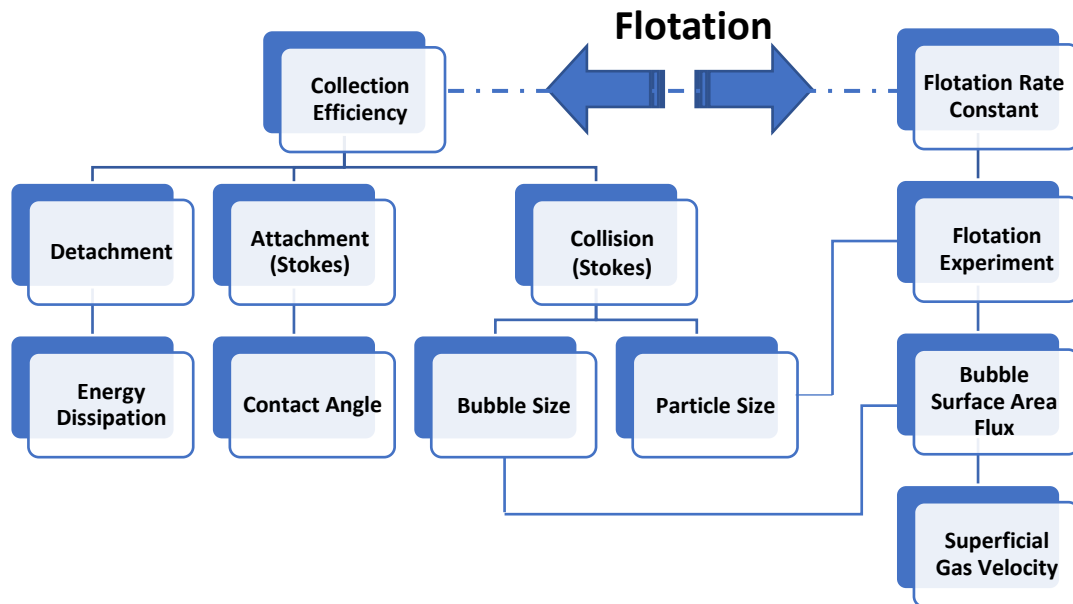 Flotation
Collection
Efficiency
Flotation Rate
Constant
Detachment
Attachment
(Stokes)
Collision
(Stokes)
Flotation
Experiment
Energy
Dissipation
Contact Angle
Bubble Size
Particle Size
Bubble
Surface Area
Flux
Superficial
Gas Velocity